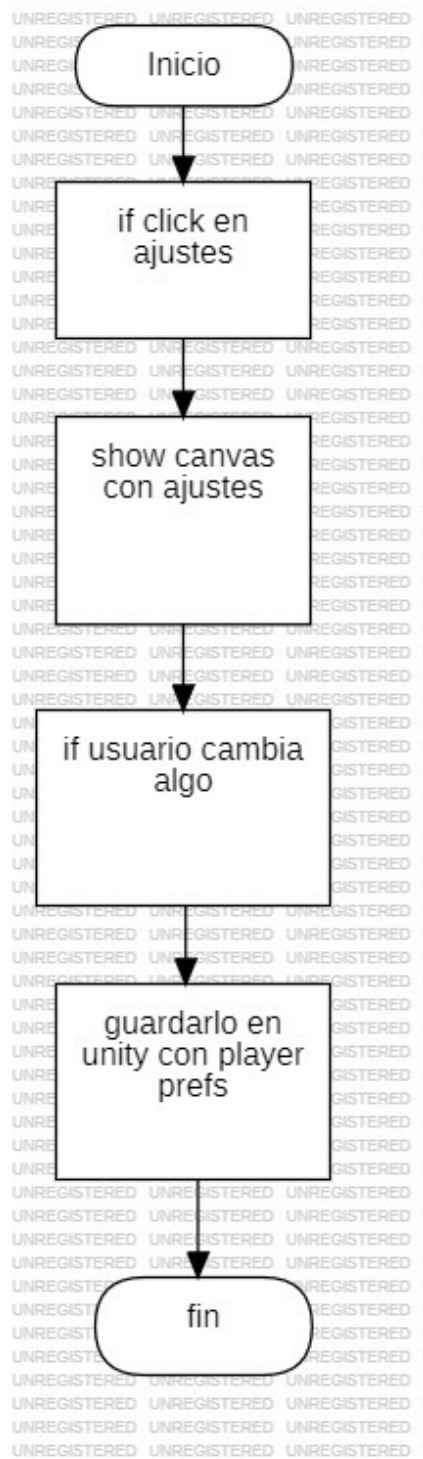 Inicio
if click en
ajustes
show canvas
con ajustes
if usuario cambia
algo
guardarlo en
unity con player
prefs
fin
UNREGISTERED